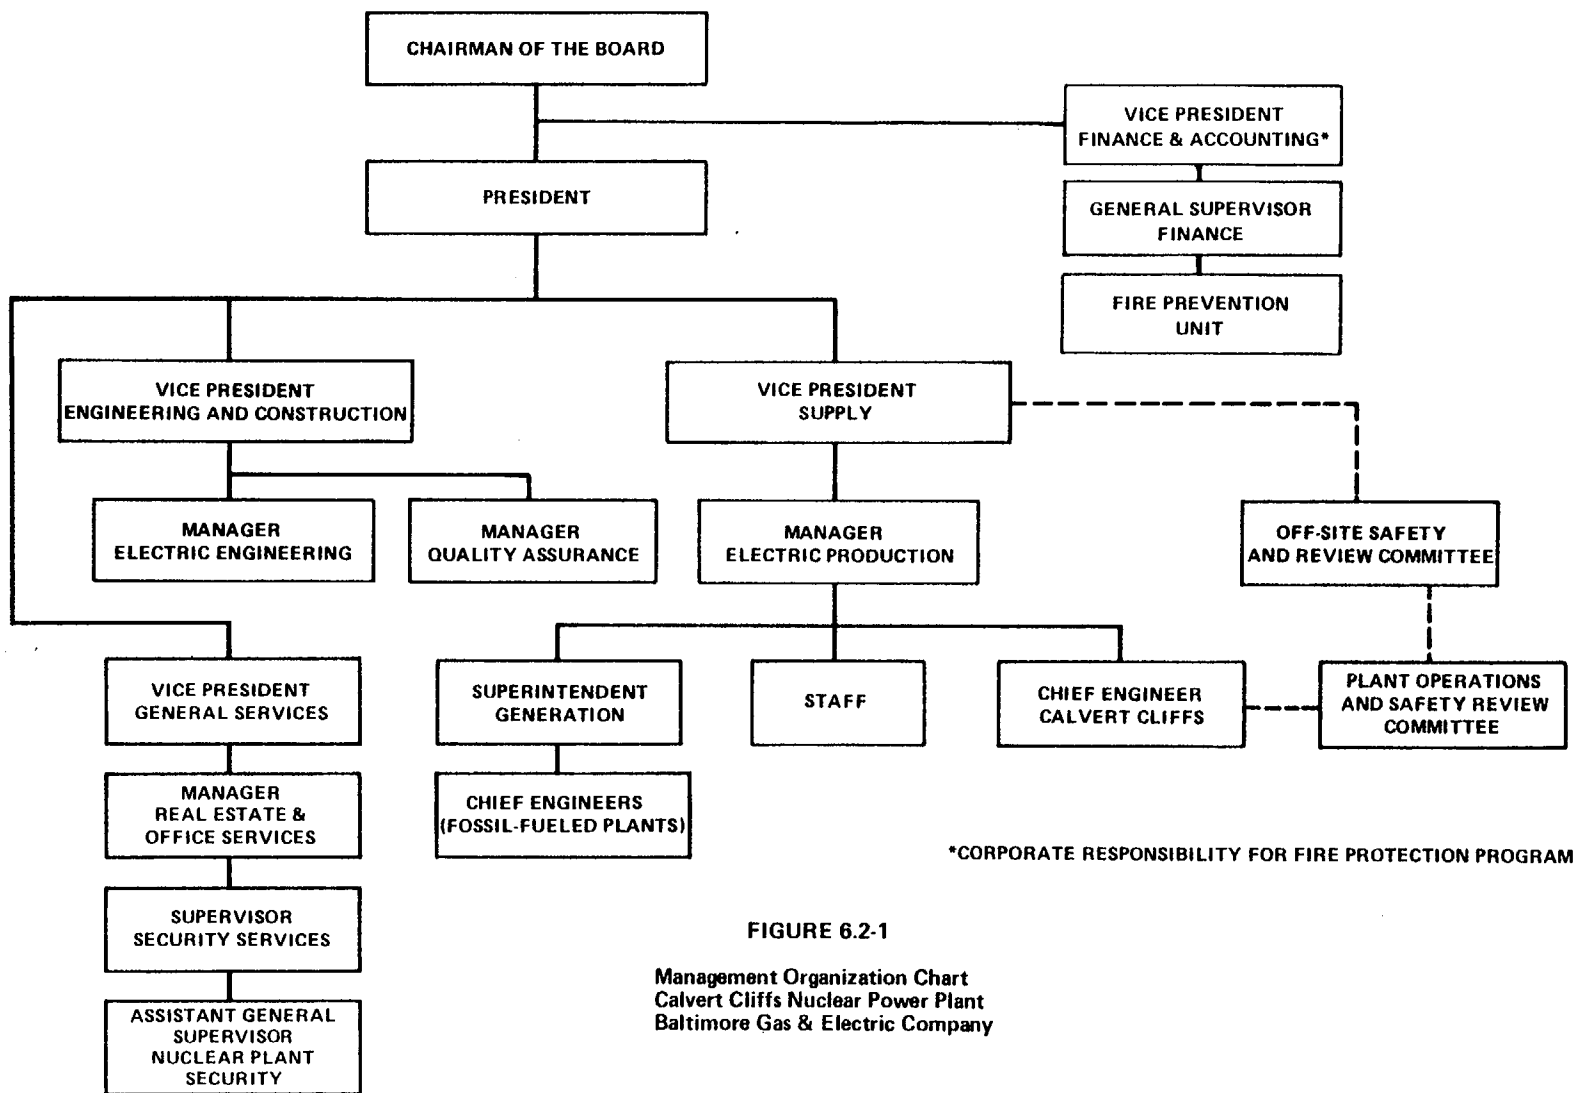 CHAIRMAN OF THE BOARD
VICE PRESIDENT
FINANCE & ACCOUNTING*
PRESIDENT
GENERAL SUPERVISOR
FINANCE
FIRE PREVENTION
UNIT
VICE PRESIDENT
ENGINEERING AND CONSTRUCTION
VICE PRESIDENT
SUPPLY
MANAGER
ELECTRIC ENGINEERING
MANAGER
QUALITY ASSURANCE
MANAGER
ELECTRIC PRODUCTION
OFF-SITE SAFETY
AND REVIEW COMMITTEE
VICE PRESIDENT
GENERAL SERVICES
SUPERINTENDENT
GENERATION
STAFF
CHIEF ENGINEER
CALVERT CLIFFS
PLANT OPERATIONS
AND SAFETY REVIEW
COMMITTEE
MANAGER
REAL ESTATE &
OFFICE SERVICES
CHIEF ENGINEERS
(FOSSIL-FUELED PLANTS)
*CORPORATE RESPONSIBILITY FOR FIRE PROTECTION PROGRAM
SUPERVISOR
SECURITY SERVICES
ASSISTANT GENERAL
SUPERVISOR
NUCLEAR PLANT
SECURITY
FIGURE 6.2-1
Management Organization Chart
Calvert Cliffs Nuclear Power Plant
Baltimore Gas & Electric Company